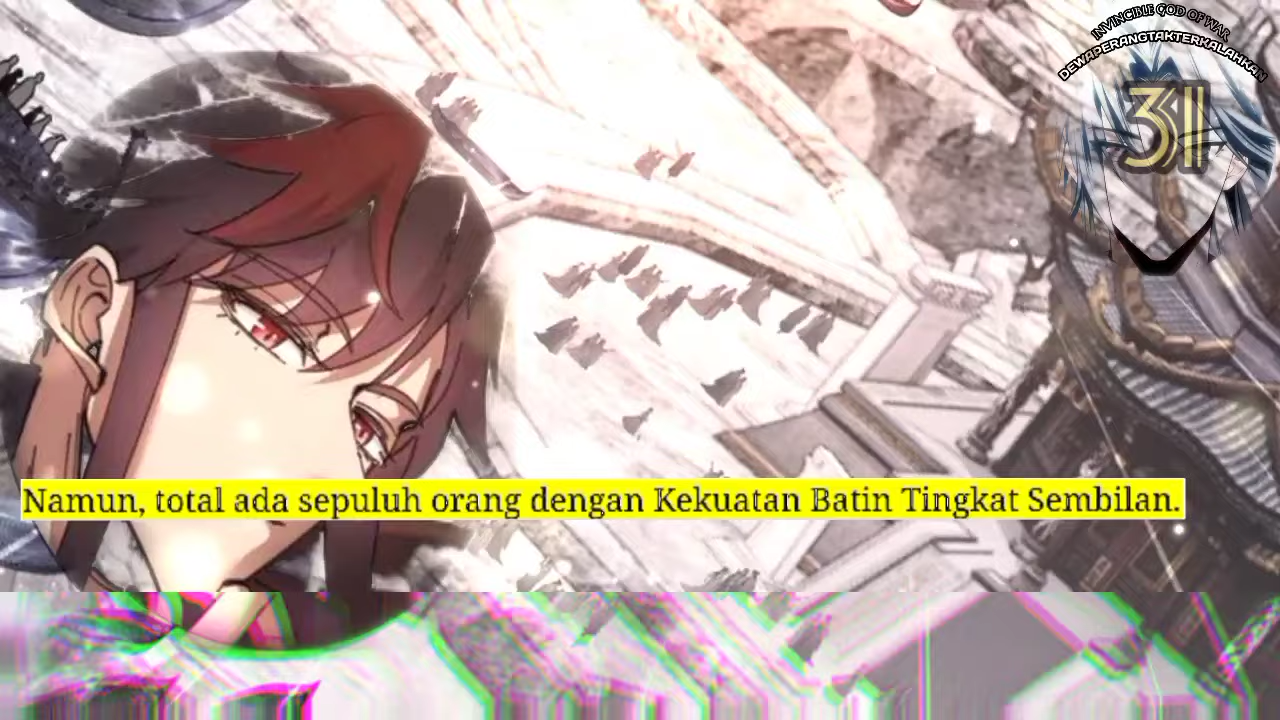 INVINCIBLE GOD OF WAR
DEWAPERANGTAKTERKALAHKAN
31
Namun, total ada sepuluh orang dengan Kekuatan Batin Tingkat Sembilan.